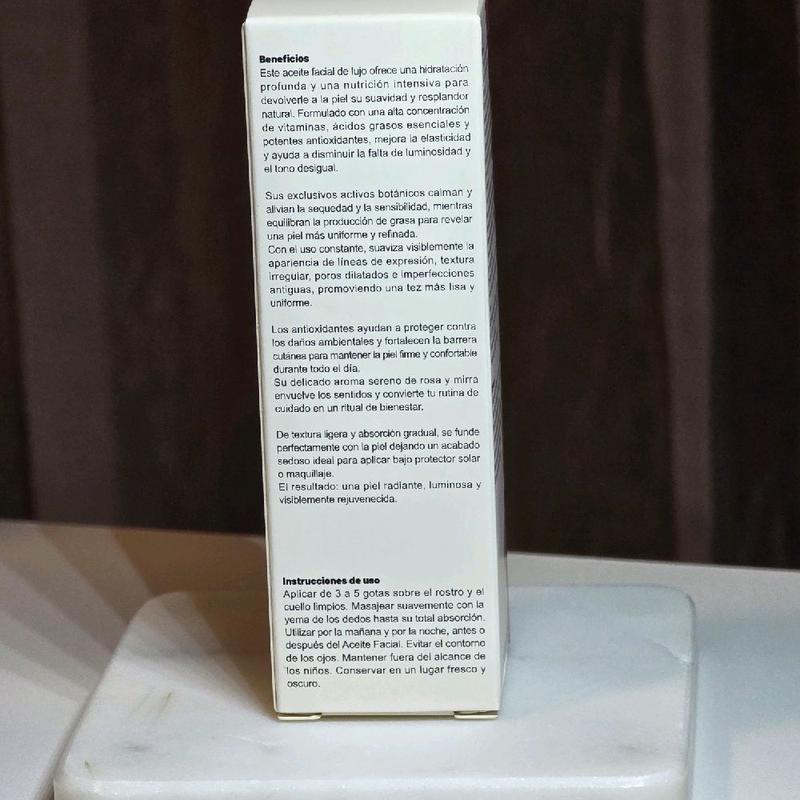 Beneficios
Este aceite facial de lujo ofrece una hidratación
profunda y una nutrición intensiva para
devolverle a la piel su suavidad y resplandor
natural. Formulado con una alta concentración
de vitaminas, ácidos grasos esenciales y
potentes antioxidantes, mejora la elasticidad
y ayuda a disminuir la falta de luminosidad y
el tono desigual.
Sus exclusivos activos botánicos calman y
alivian la sequedad y la sensibilidad, mientras
equilibran la producción de grasa para revelar
una piel más uniforme y refinada.
Con el uso constante, suaviza visiblemente la
apariencia de líneas de expresión, textura
irregular, poros dilatados e imperfecciones
antiguas, promoviendo una tez más lisa y
uniforme.
Los antioxidantes ayudan a proteger contra
los daños ambientales y fortalecen la barrera
cutánea para mantener la piel firme y confortable
durante todo el día.
Su delicado aroma sereno de rosa y mirra
envuelve los sentidos y convierte tu rutina de
cuidado en un ritual de bienestar.
De textura ligera y absorción gradual, se funde
perfectamente con la piel dejando un acabado
sedoso ideal para aplicar bajo protector solar
o maquillaje.
El resultado: una piel radiante, luminosa y
visiblemente rejuvenecida.
Instrucciones de uso
Aplicar de 3 a 5 gotas sobre el rostro y el
cuello limpios. Masajear suavemente con la
yema de los dedos hasta su total absorción.
Utilizar por la mañana y por la noche, antes o
después del Aceite Facial. Evitar el contorno
de los ojos. Mantener fuera del alcance de
los niños. Conservar en un lugar fresco y
oscuro.